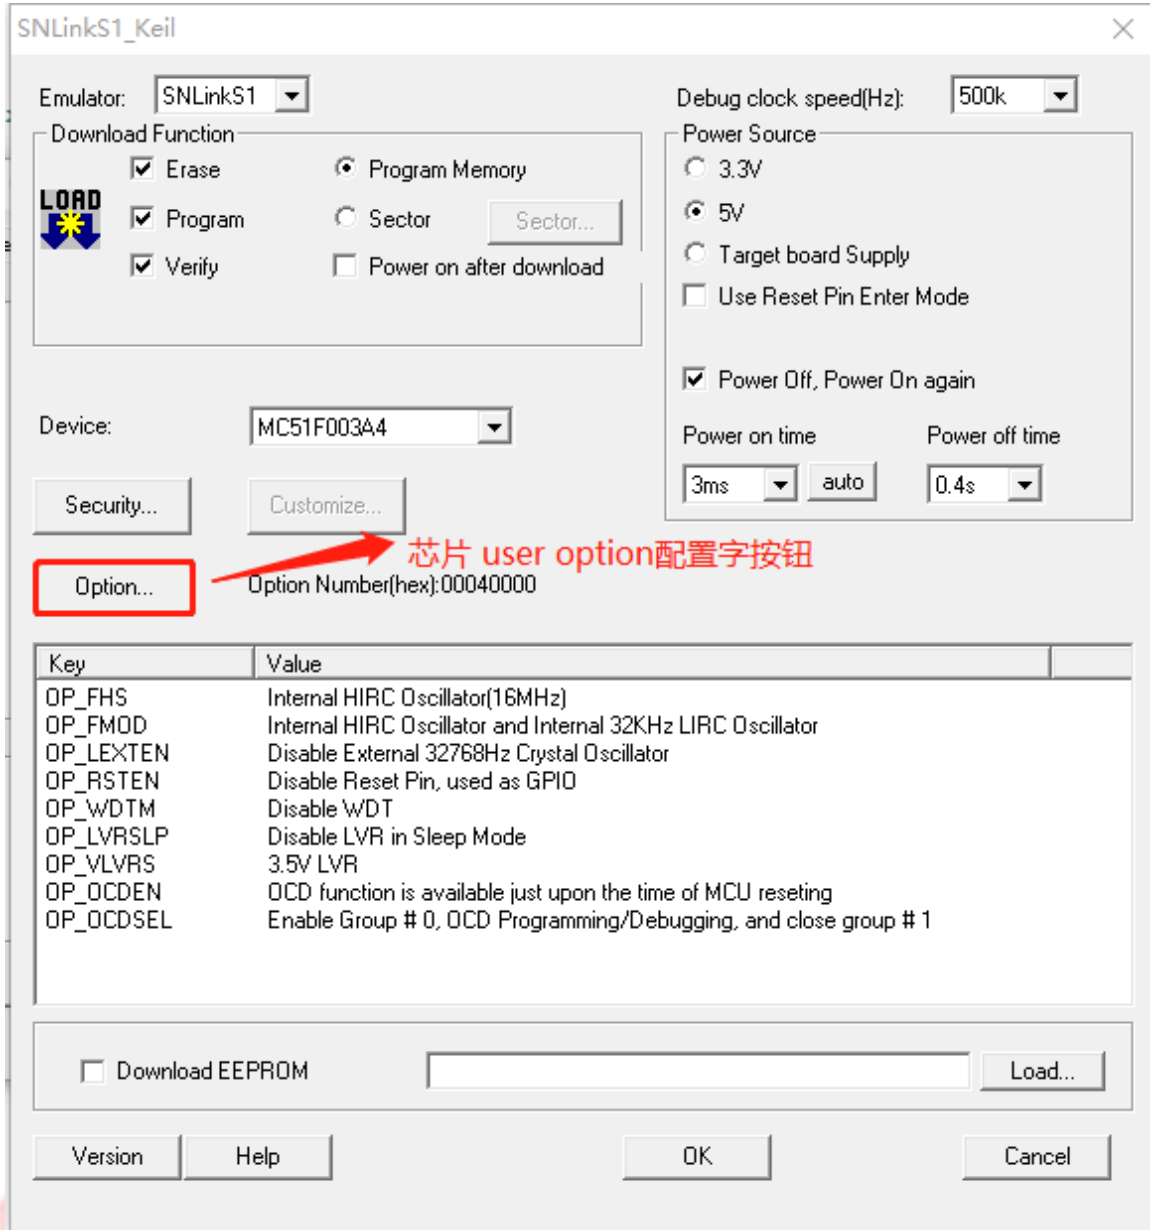 SNLinkS1_Keil
Emulator: SNLinkS1
Debug clock speed(Hz): 500k
Download Function
Erase
Program Memory
LOAD
Program
Sector
Sector...
Verify
Power on after download
Power Source
3.3V
5V
Target board Supply
Use Reset Pin Enter Mode
Power Off, Power On again
Power on time
Power off time
3ms
auto
0.4s
Device: MC51F003A4
Security...
Customize...
芯片 user option配置字按钮
Option...
Option Number(hex):00040000
Key Value
OP_FHS Internal HIRC Oscillator(16MHz)
OP_FMOD Internal HIRC Oscillator and Internal 32KHz LIRC Oscillator
OP_LEXTEN Disable External 32768Hz Crystal Oscillator
OP_RSTEN Disable Reset Pin, used as GPIO
OP_WDTM Disable WDT
OP_LVRSLP Disable LVR in Sleep Mode
OP_VLVRS 3.5V LVR
OP_OCDEN OCD function is available just upon the time of MCU reseting
OP_OCDSEL Enable Group # 0, OCD Programming/Debugging, and close group # 1
Download EEPROM
Load...
Version
Help
OK
Cancel